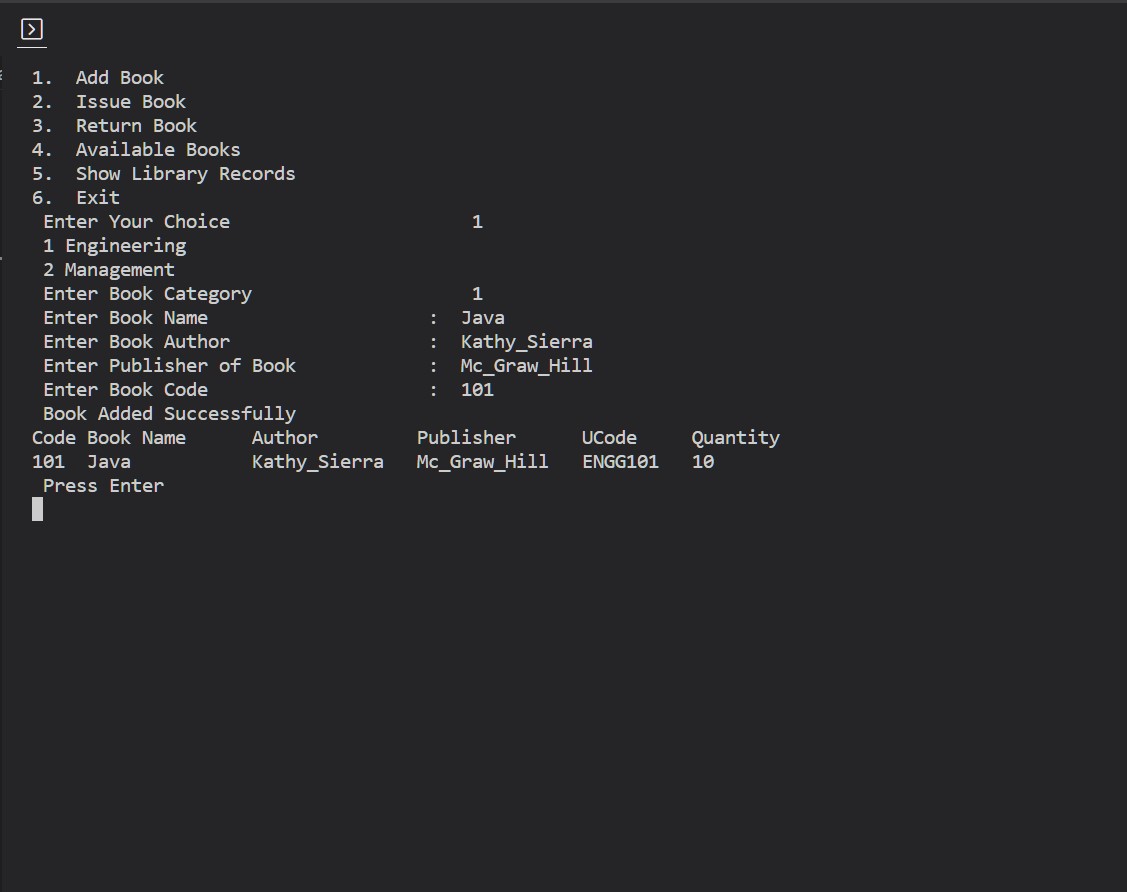 1.  Add Book
2.  Issue Book
3.  Return Book
4.  Available Books
5.  Show Library Records
6.  Exit
Enter Your Choice                      1
1 Engineering
2 Management
Enter Book Category                    1
Enter Book Name                    :  Java
Enter Book Author                  :  Kathy_Sierra
Enter Publisher of Book            :  Mc_Graw_Hill
Enter Book Code                    :  101
Book Added Successfully
Code Book Name      Author         Publisher      UCode     Quantity
101  Java           Kathy_Sierra   Mc_Graw_Hill   ENGG101   10
Press Enter